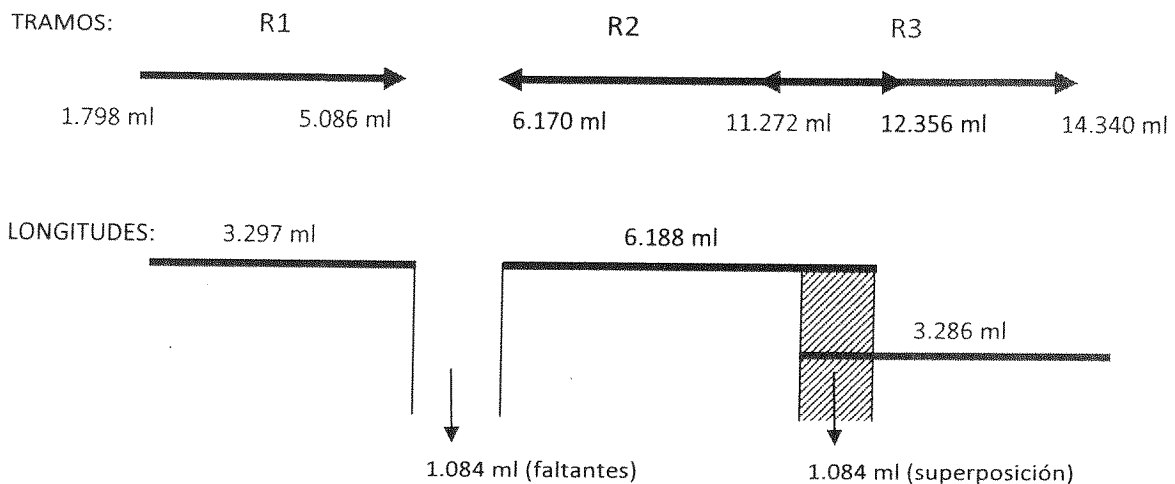 TRAMOS: R1 R2 R3
1.798 ml 5.086 ml 6.170 ml 11.272 ml 12.356 ml 14.340 ml
LONGITUDES: 3.297 ml 6.188 ml
3.286 ml
1.084 ml (faltantes) 1.084 ml (superposición)